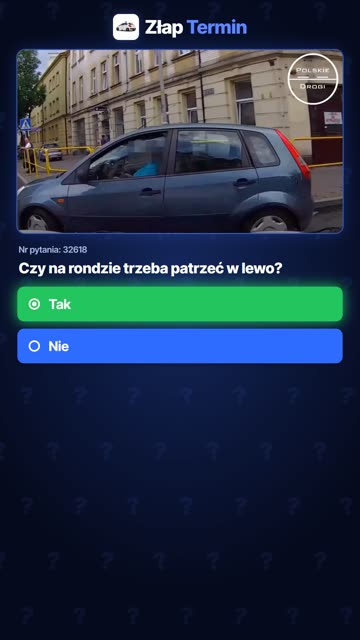 Złap Termin
POLSKIE
DROGI
Nr pytania: 32618
Czy na rondzie trzeba patrzeć w lewo?
Tak
Nie